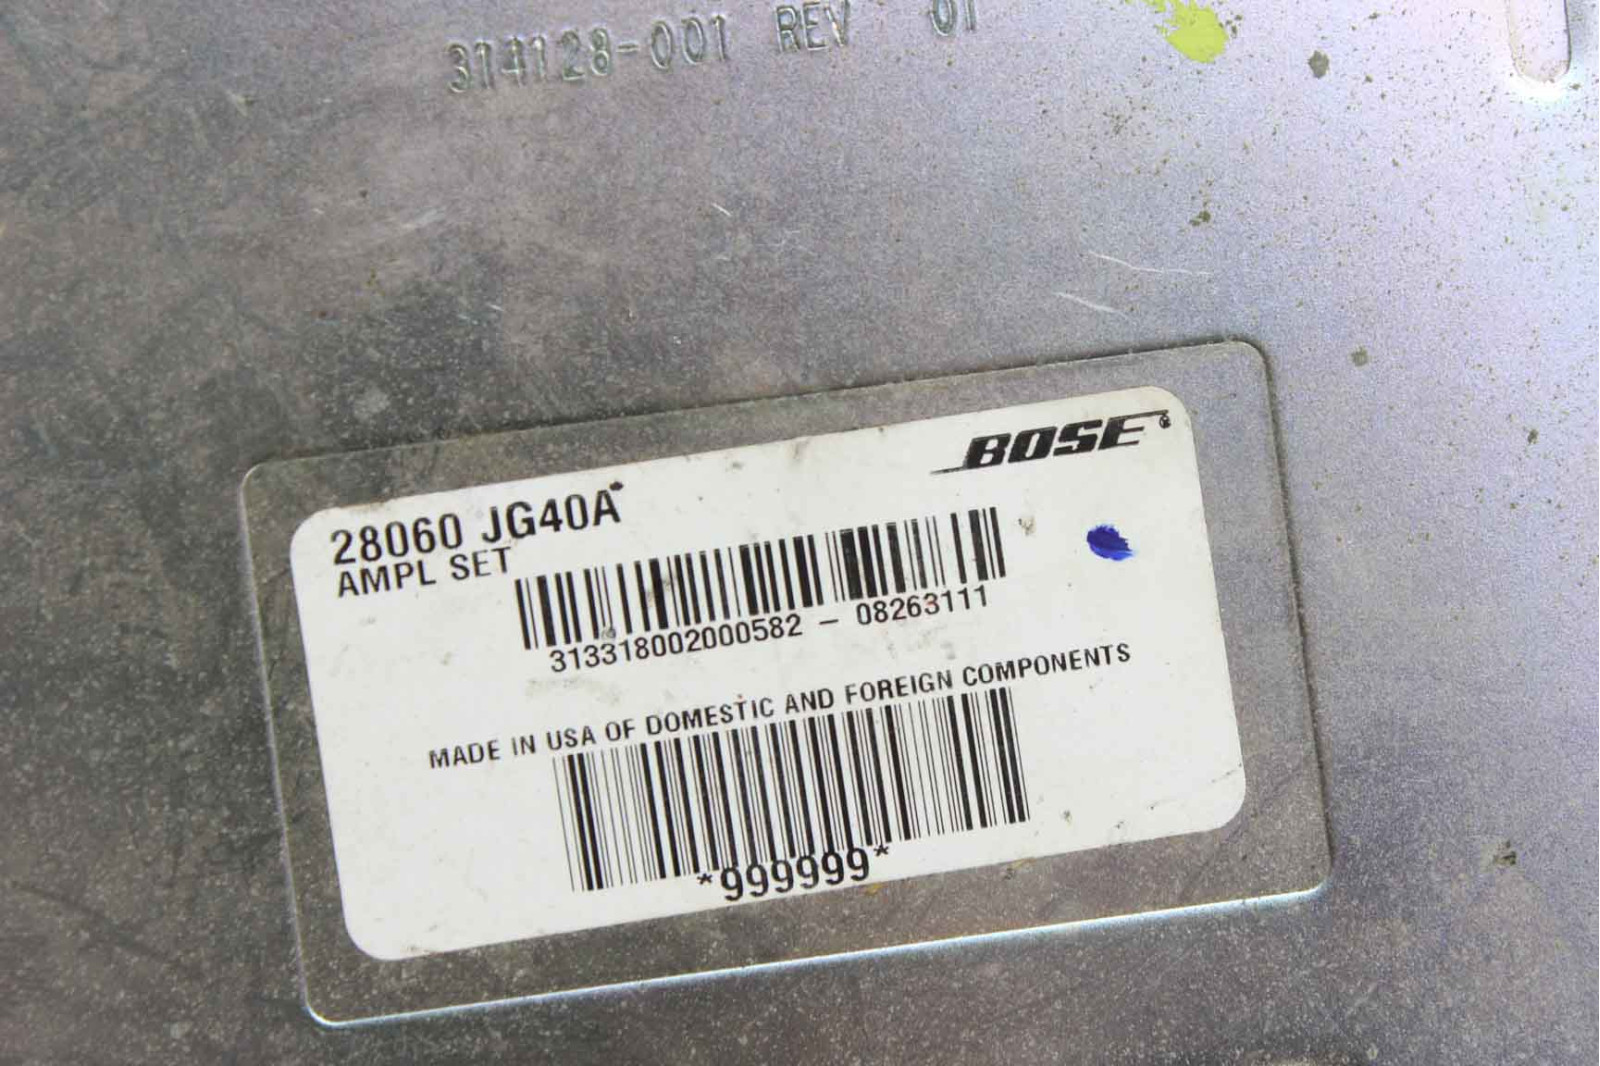 314128-001 REV 01
BOSE
28060 JG40A
AMPL SET
313318002000582 - 08263111
MADE IN USA OF DOMESTIC AND FOREIGN COMPONENTS
*999999*